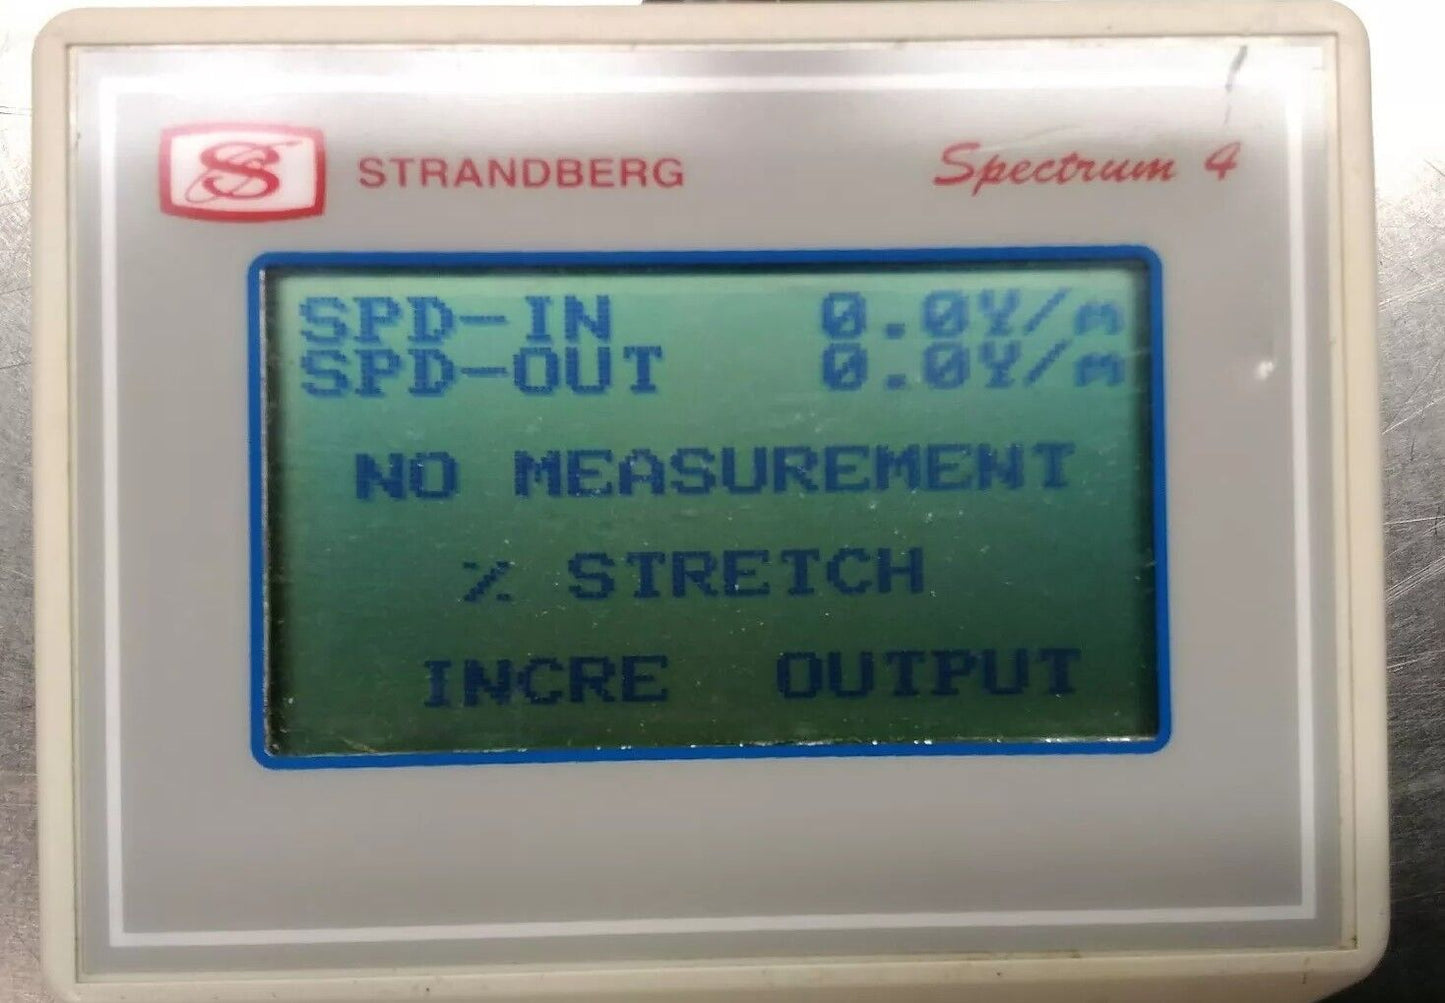 STRANDBERG Spectrum 4
SPD-IN 0.0Y/m
SPD-OUT 0.0Y/m
NO MEASUREMENT
% STRETCH
INCRE OUTPUT